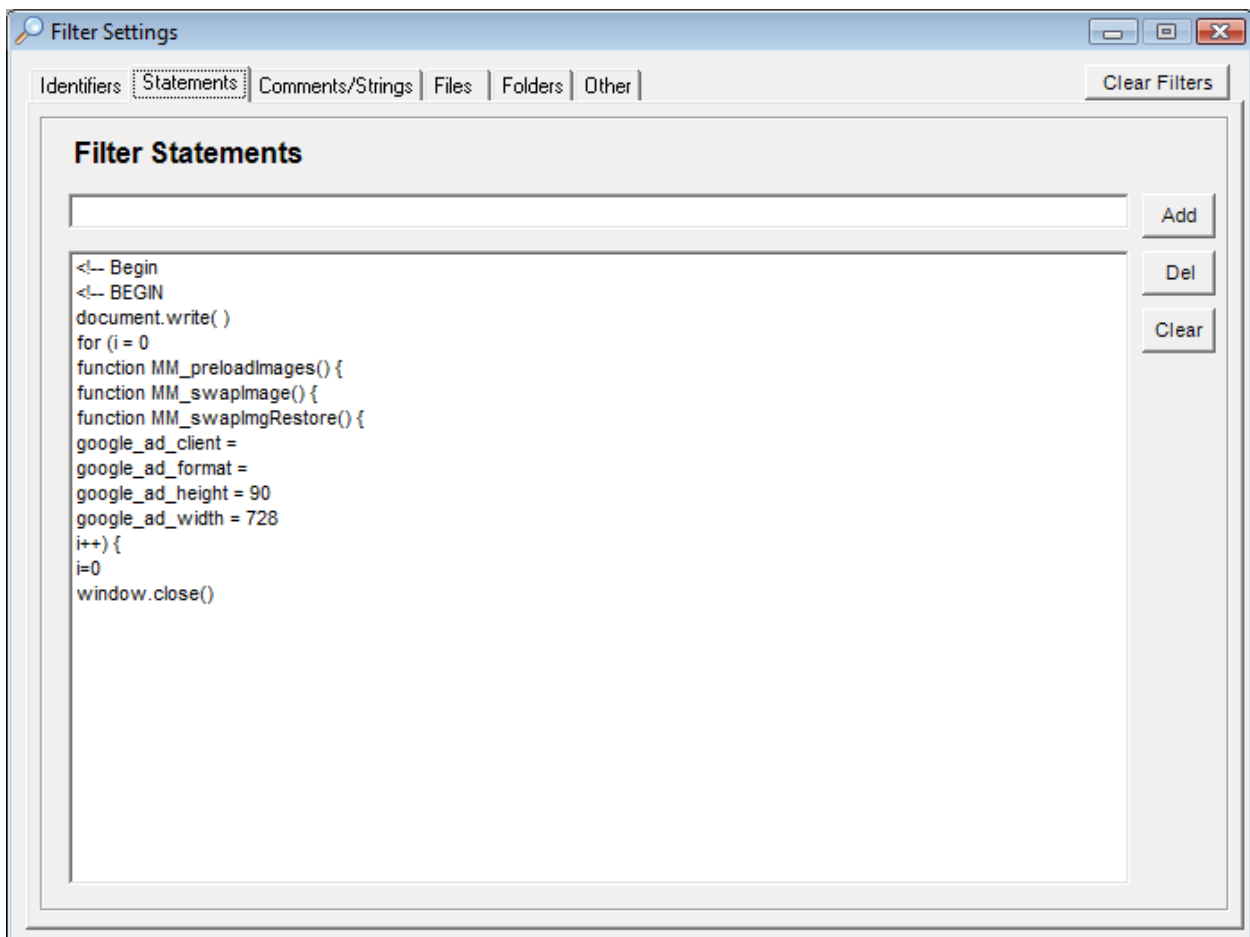 Filter Settings
Identifiers Statements Comments/Strings Files Folders Other Clear Filters
Filter Statements
Add
<!-- Begin
<!-- BEGIN
Del
document.write( )
for (i = 0
Clear
function MM_preloadImages() {
function MM_swapImage() {
function MM_swapImgRestore() {
google_ad_client =
google_ad_format =
google_ad_height = 90
google_ad_width = 728
i++) {
i=0
window.close()